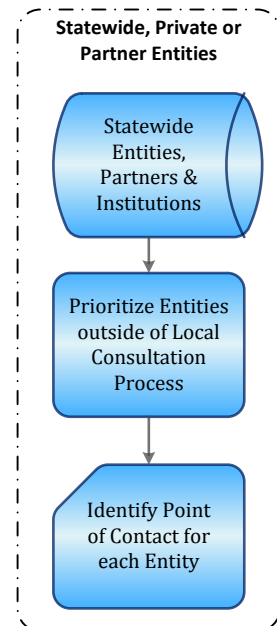 Statewide, Private or
Partner Entities
Statewide
Entities,
Partners &
Institutions
Prioritize Entities
outside of Local
Consultation
Process
Identify Point
of Contact for
each Entity